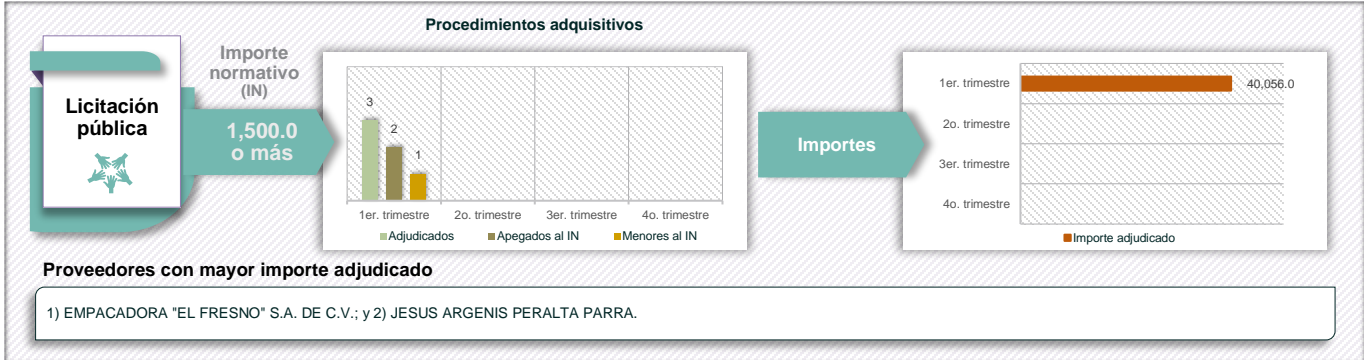 Procedimientos adquisitivos
Licitación
pública
Importe
normativo
(IN)
1,500.0
o más
3
2
1
1er. trimestre
2o. trimestre
3er. trimestre
4o. trimestre
Adjudicados
Apegados al IN
Menores al IN
Importes
1er. trimestre
40,056.0
2o. trimestre
3er. trimestre
4o. trimestre
Importe adjudicado
Proveedores con mayor importe adjudicado
1) EMPACADORA "EL FRESNO" S.A. DE C.V.; y 2) JESUS ARGENIS PERALTA PARRA.